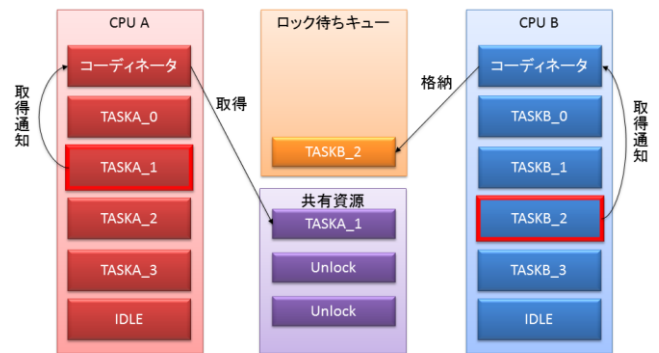 CPU A
コーディネータ
TASKA_0
TASKA_1
TASKA_2
TASKA_3
IDLE
取得通知
取得
ロック待ちキュー
TASKB_2
共有資源
TASKA_1
Unlock
Unlock
格納
CPU B
コーディネータ
TASKB_0
TASKB_1
TASKB_2
TASKB_3
IDLE
取得通知